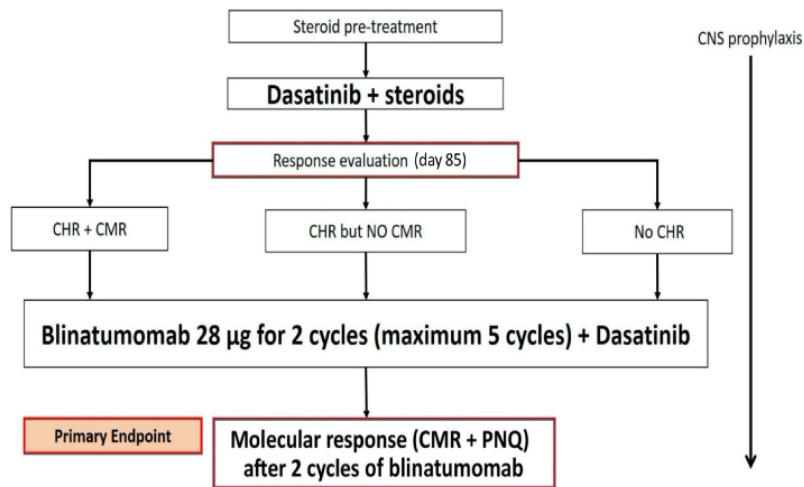 Steroid pre-treatment
CNS prophylaxis
Dasatinib + steroids
Response evaluation (day 85)
CHR + CMR
CHR but NO CMR
No CHR
Blinatumomab 28 µg for 2 cycles (maximum 5 cycles) + Dasatinib
Primary Endpoint
Molecular response (CMR + PNQ)
after 2 cycles of blinatumomab